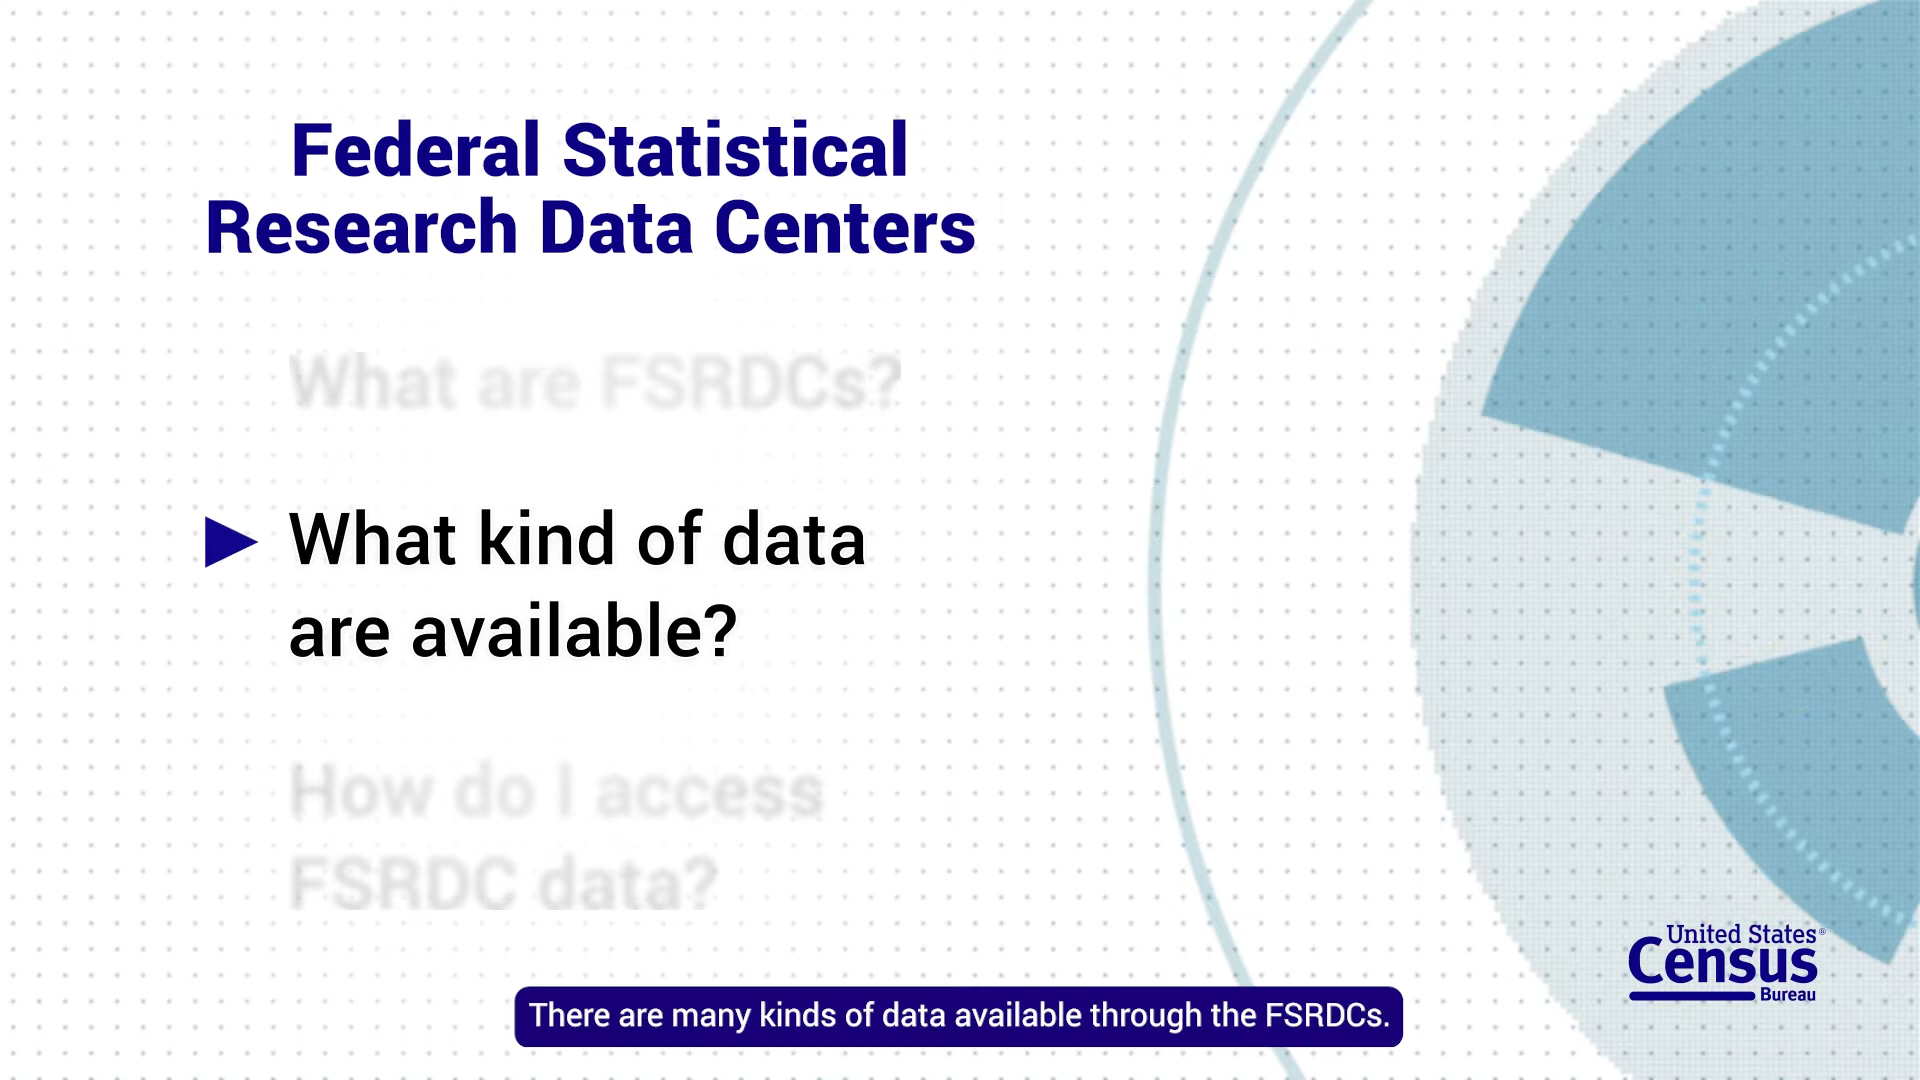 Federal Statistical
Research Data Centers
What are FSRDCs?
What kind of data
are available?
How do I access
FSRDC data?
United States®
Census
Bureau
There are many kinds of data available through the FSRDCs.